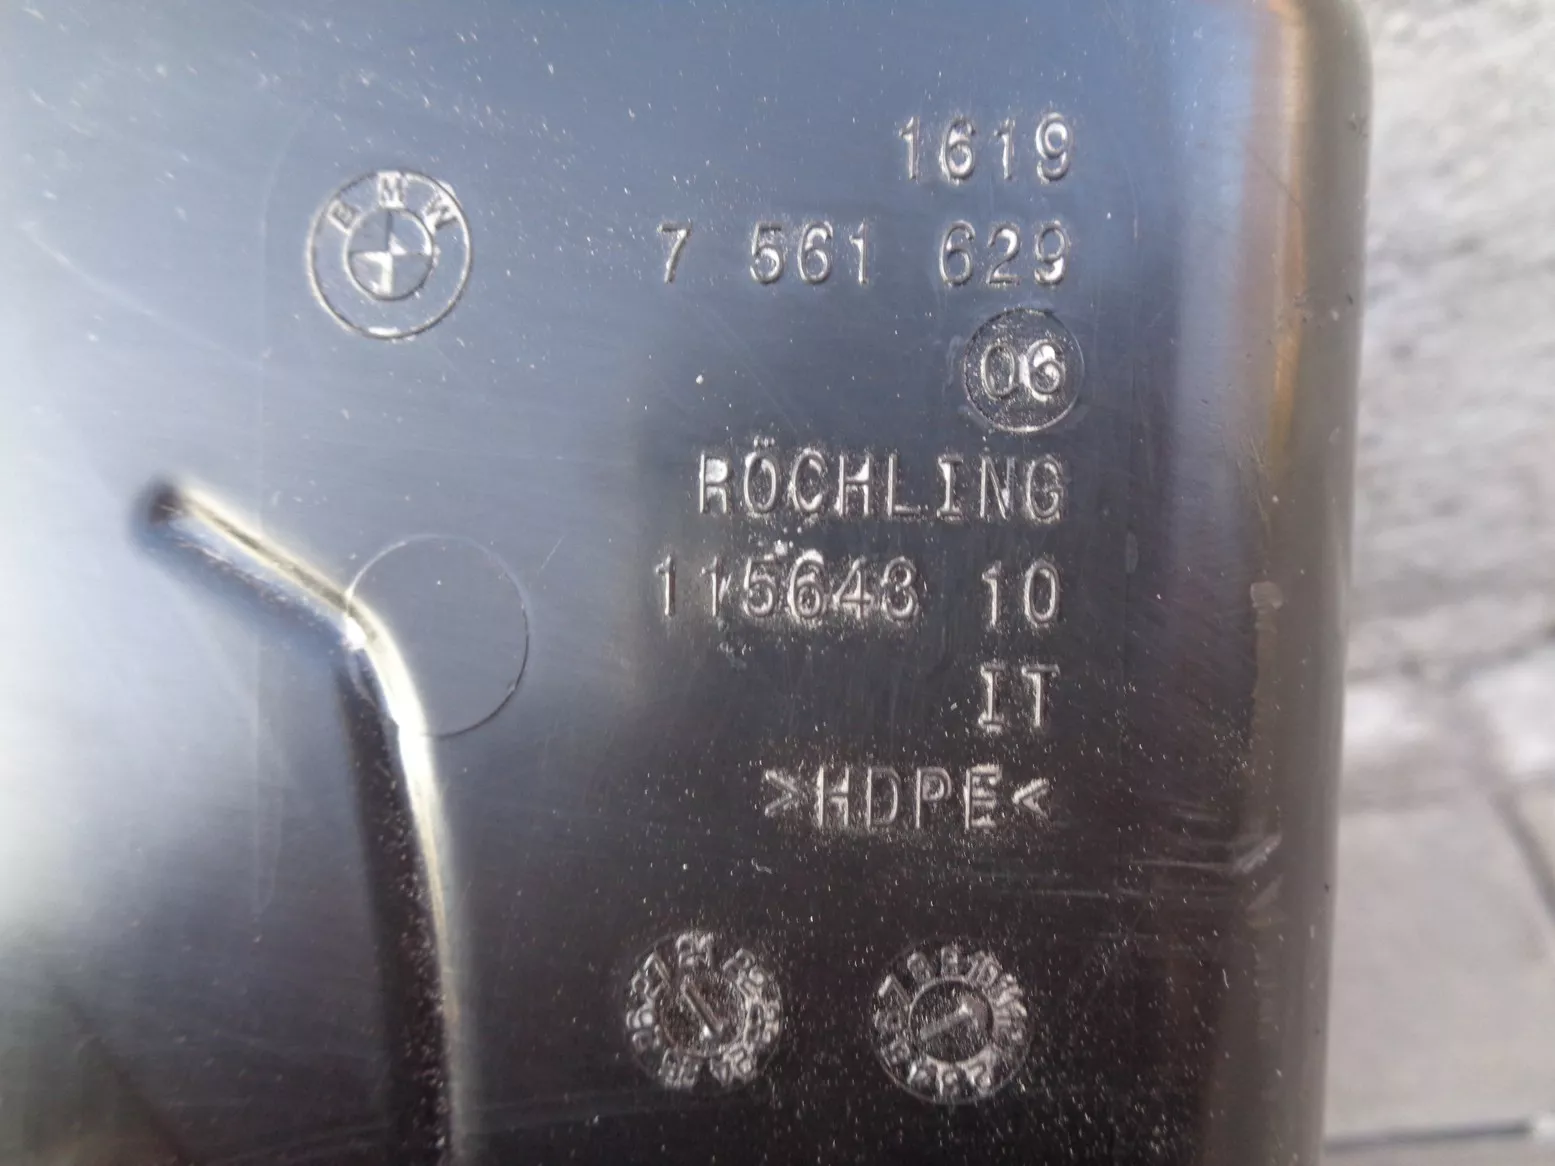 BMW
1619
7 561 629
06
RÖCHLING
115643 10
IT
>HDPE<